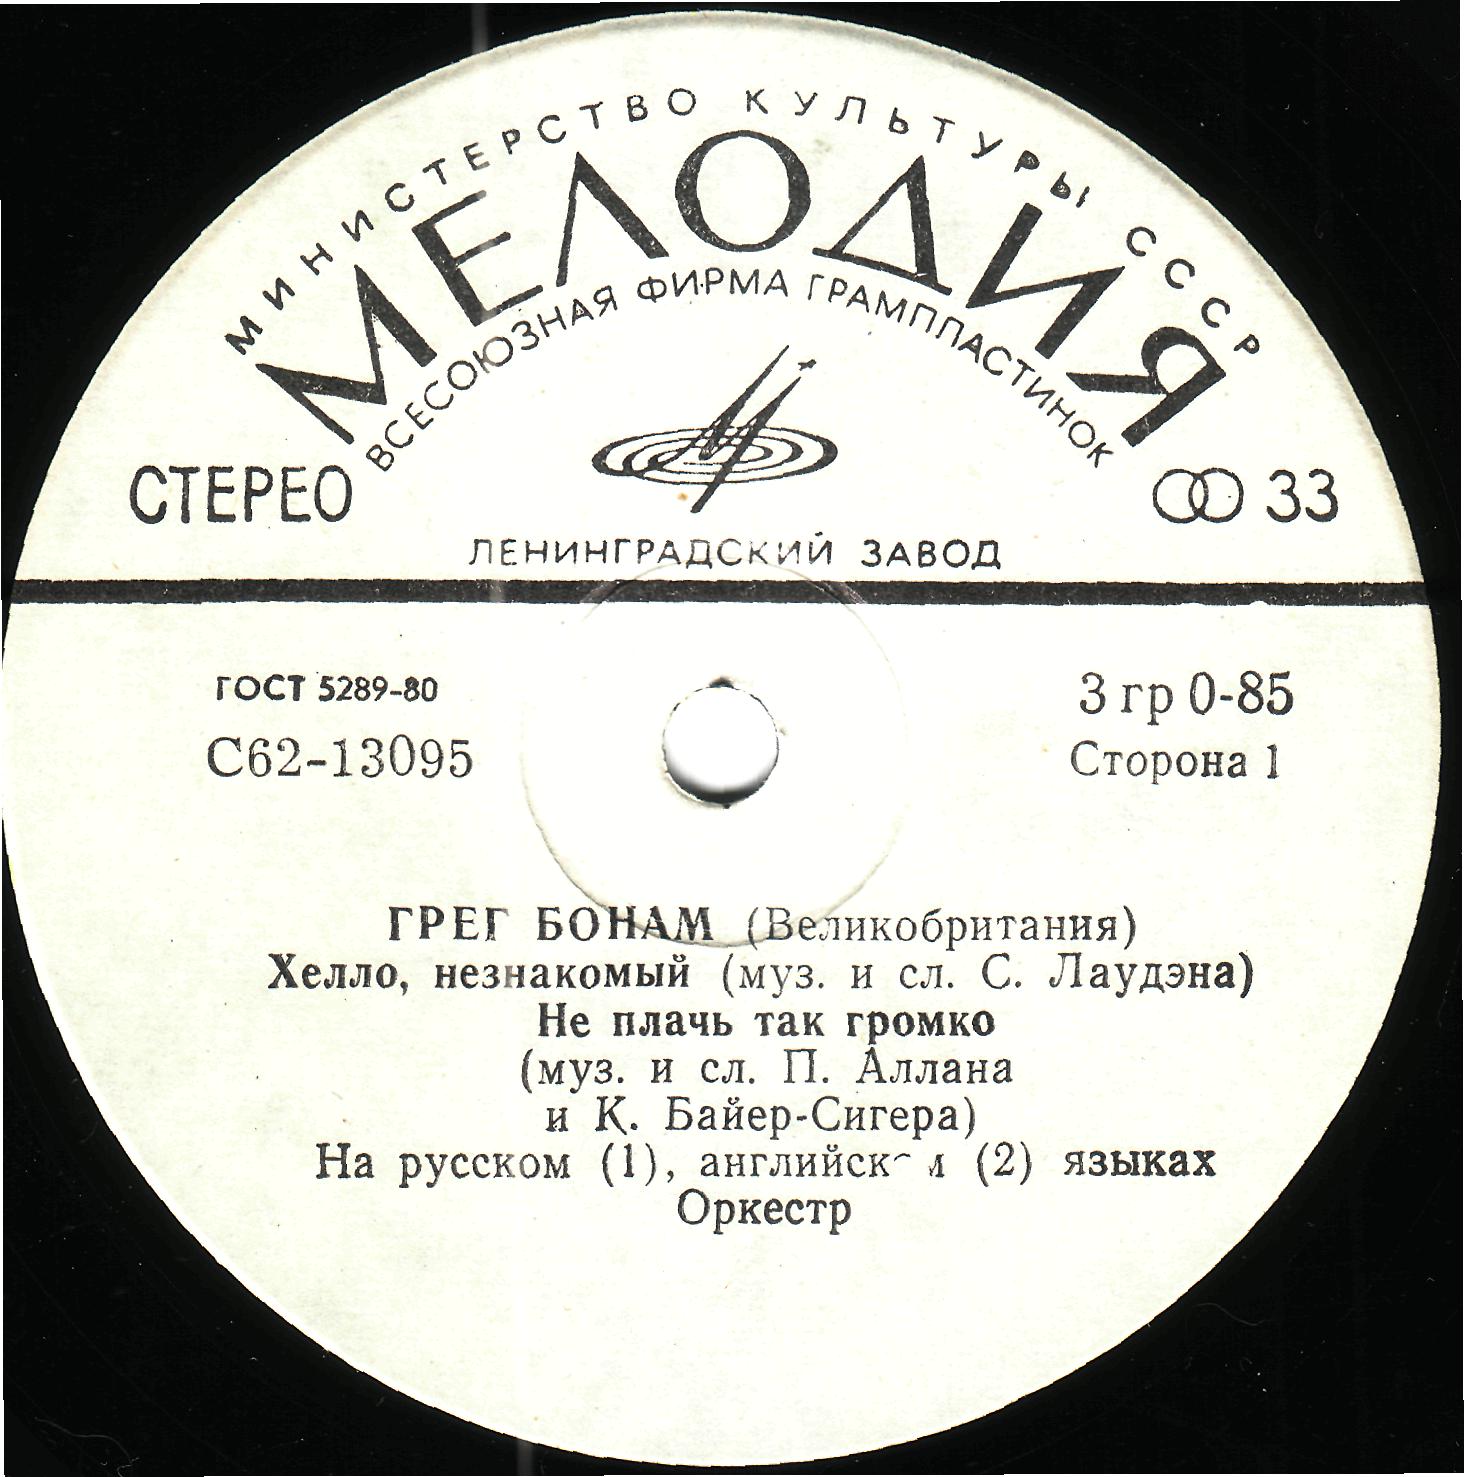 МИНИСТЕРСТВО КУЛЬТУРЫ СССР
МЕЛОДИЯ
ВСЕСОЮЗНАЯ ФИРМА ГРАМПЛАСТИНОК
СТЕРЕО 33
ЛЕНИНГРАДСКИЙ ЗАВОД
ГОСТ 5289-80 3 гр 0-85
С62-13095 Сторона 1
ГРЕГ БОНАМ (Великобритания)
Хелло, незнакомый (муз. и сл. С. Лаудэна)
Не плачь так громко
(муз. и сл. П. Аллана
и К. Байер-Сигера)
На русском (1), (2) языках
Оркестр